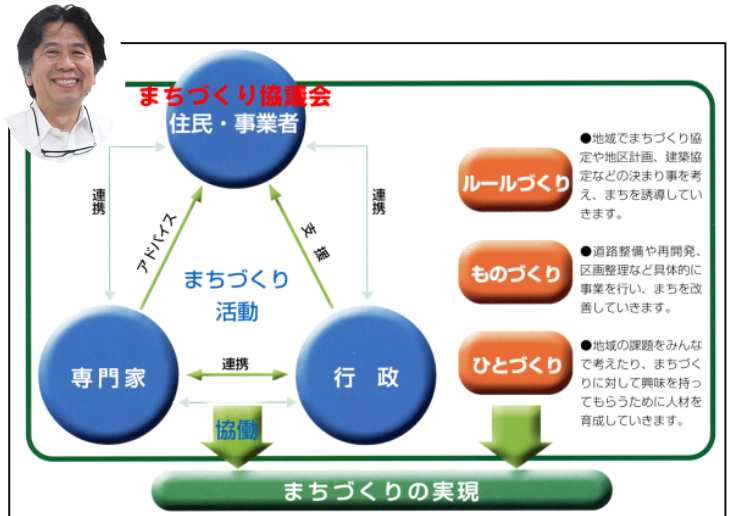 まちづくり協議会
住民・事業者
連携
アドバイス
支援
連携
まちづくり
活動
専門家
連携
行政
協働
ルールづくり
●地域でまちづくり協
定や地区計画、建築協
定などの決まり事を考
え、まちを誘導してい
きます。
ものづくり
●道路整備や再開発、
区画整理など具体的に
事業を行い、まちを改
善していきます。
ひとづくり
●地域の課題をみんな
で考えたり、まちづく
りに対して興味を持っ
てもらうために人材を
育成していきます。
まちづくりの実現